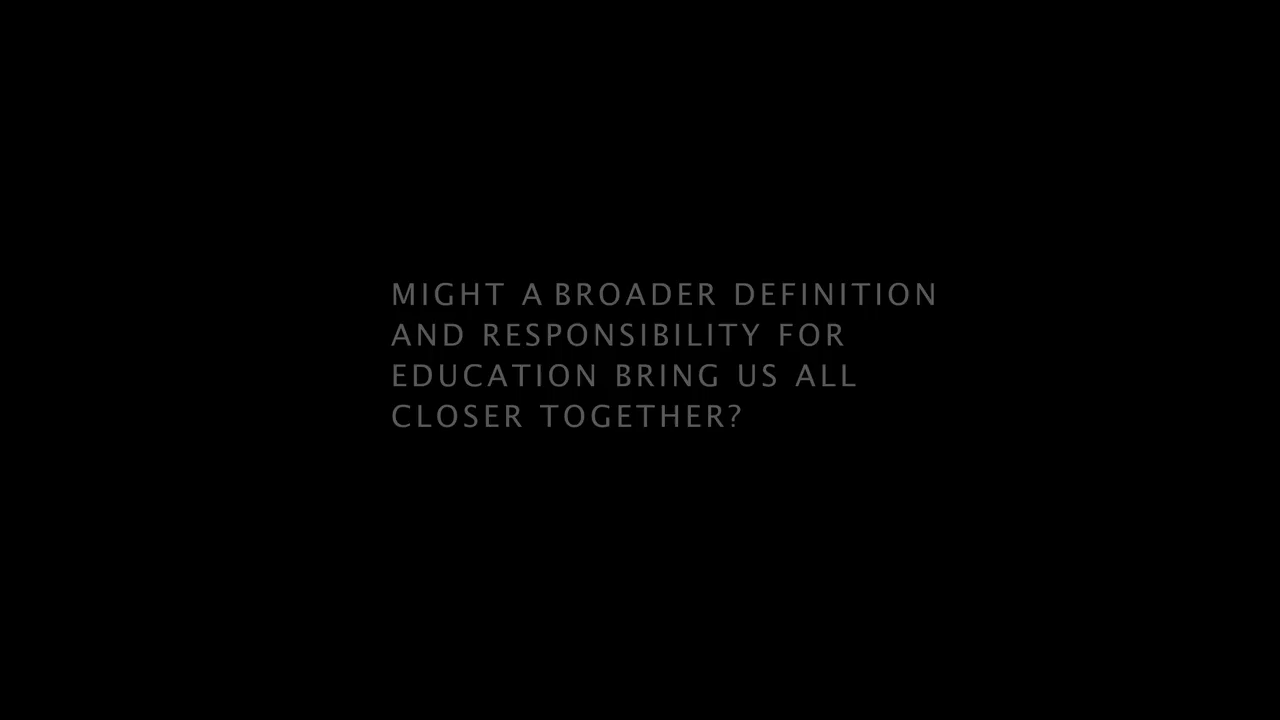 MIGHT A BROADER DEFINITION
AND RESPONSIBILITY FOR
EDUCATION BRING US ALL
CLOSER TOGETHER?